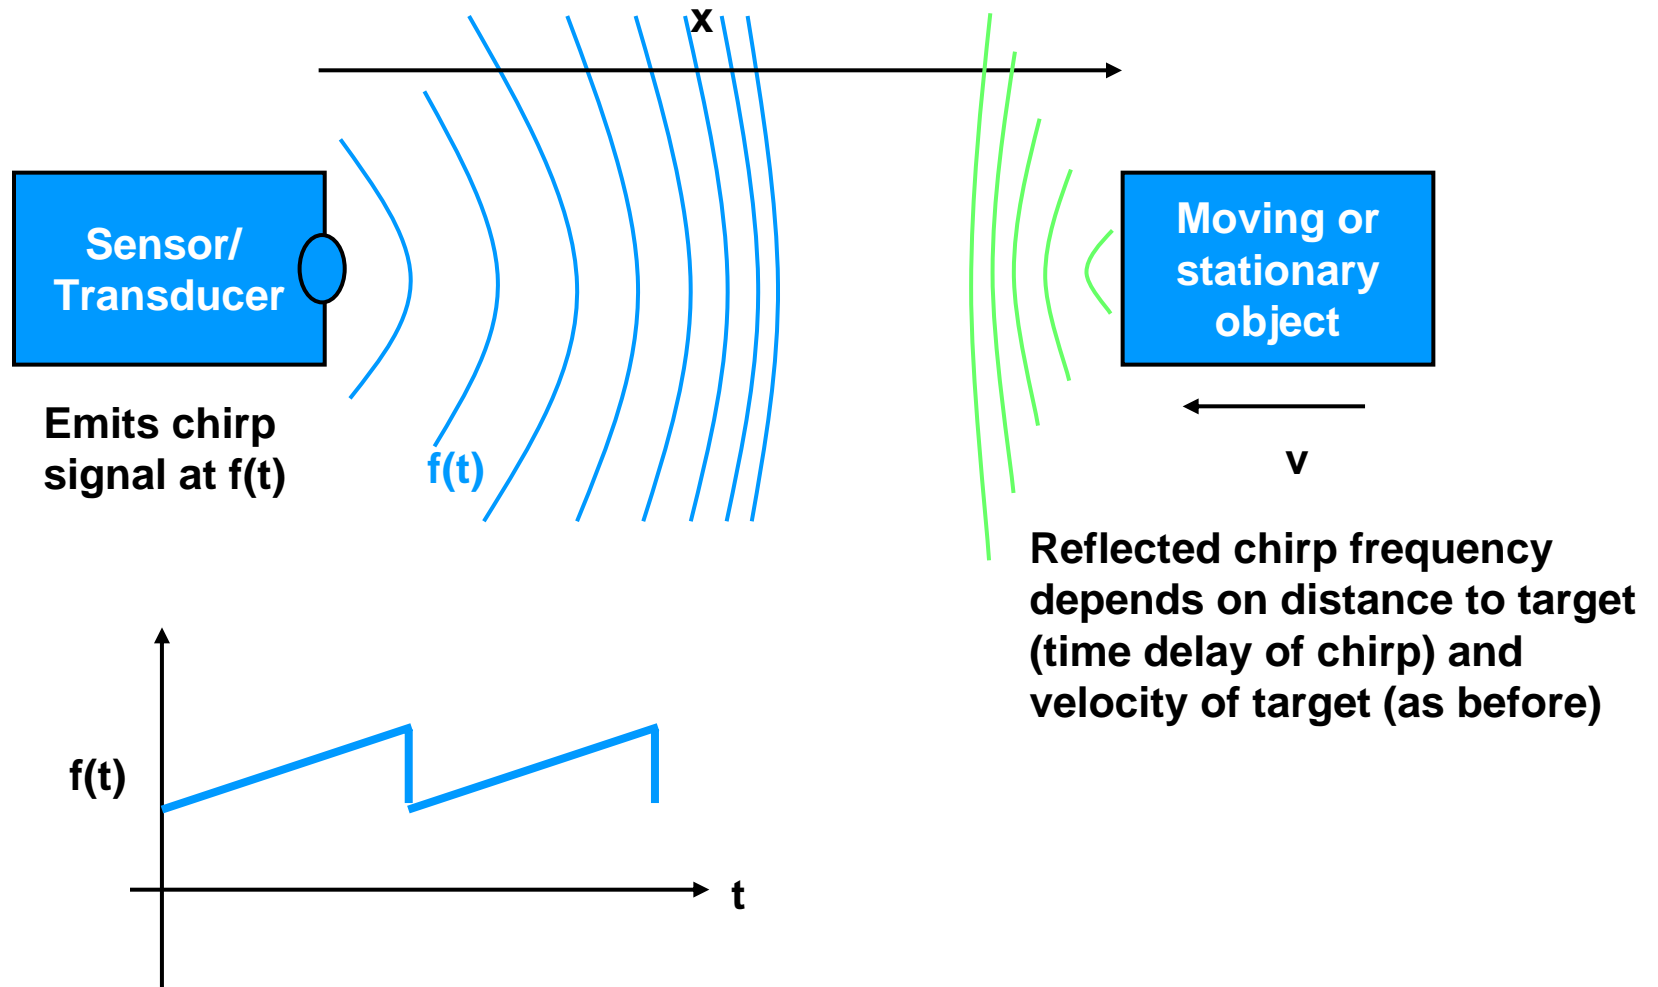 x
Sensor/
Transducer
Moving or
stationary
object
Emits chirp
signal at f(t)
f(t)
v
Reflected chirp frequency
depends on distance to target
(time delay of chirp) and
velocity of target (as before)
f(t)
t